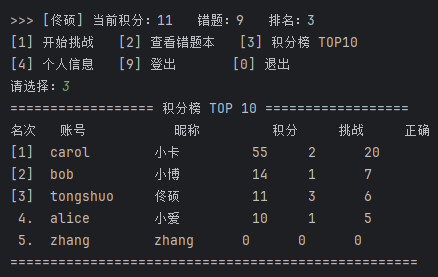 >>> [佟硕] 当前积分：11 错题：9 排名：3
[1] 开始挑战 [2] 查看错题本 [3] 积分榜 TOP10
[4] 个人信息 [9] 登出 [0] 退出
请选择：3
================== 积分榜 TOP 10 ==================
名次 账号 昵称 积分 挑战 正确
[1] carol 小卡 55 2 20
[2] bob 小博 14 1 7
[3] tongshuo 佟硕 11 3 6
4. alice 小爱 10 1 5
5. zhang zhang 0 0 0
===================================================